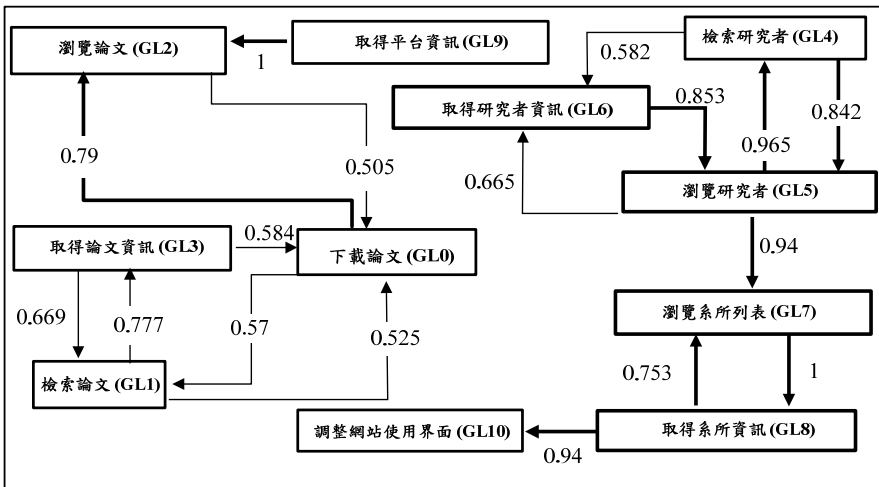 瀏覽論文(GL2)
取得平台資訊(GL9)
檢索研究者(GL4)
1
0.582
取得研究者資訊(GL6)
0.853
0.842
0.79
0.505
0.965
0.665
瀏覽研究者(GL5)
取得論文資訊(GL3)
0.584
下載論文(GL0)
0.94
瀏覽系所列表(GL7)
0.669
0.777
0.57
0.525
檢索論文(GL1)
0.753
1
調整網站使用界面(GL10)
0.94
取得系所資訊(GL8)